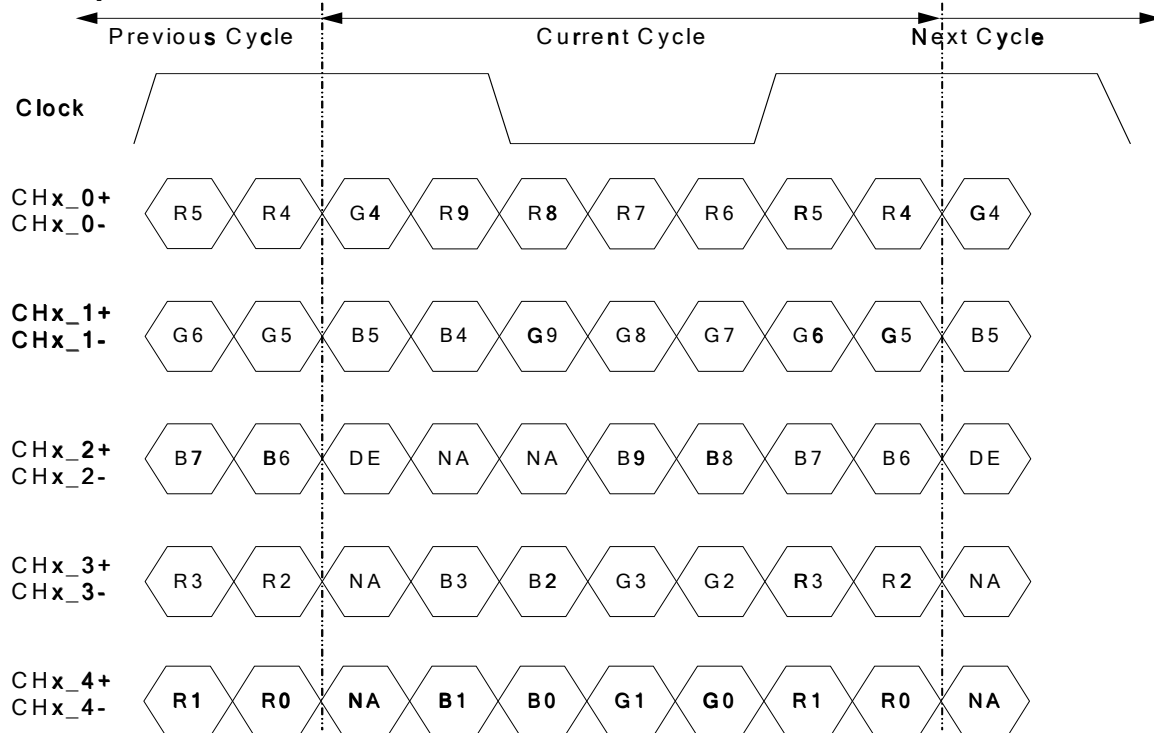 Previous Cycle Current Cycle Next Cycle
Clock
CHx_0+
CHx_0-
R5 R4 G4 R9 R8 R7 R6 R5 R4 G4
CHx_1+
CHx_1-
G6 G5 B5 B4 G9 G8 G7 G6 G5 B5
CHx_2+
CHx_2-
B7 B6 DE NA NA B9 B8 B7 B6 DE
CHx_3+
CHx_3-
R3 R2 NA B3 B2 G3 G2 R3 R2 NA
CHx_4+
CHx_4-
R1 R0 NA B1 B0 G1 G0 R1 R0 NA